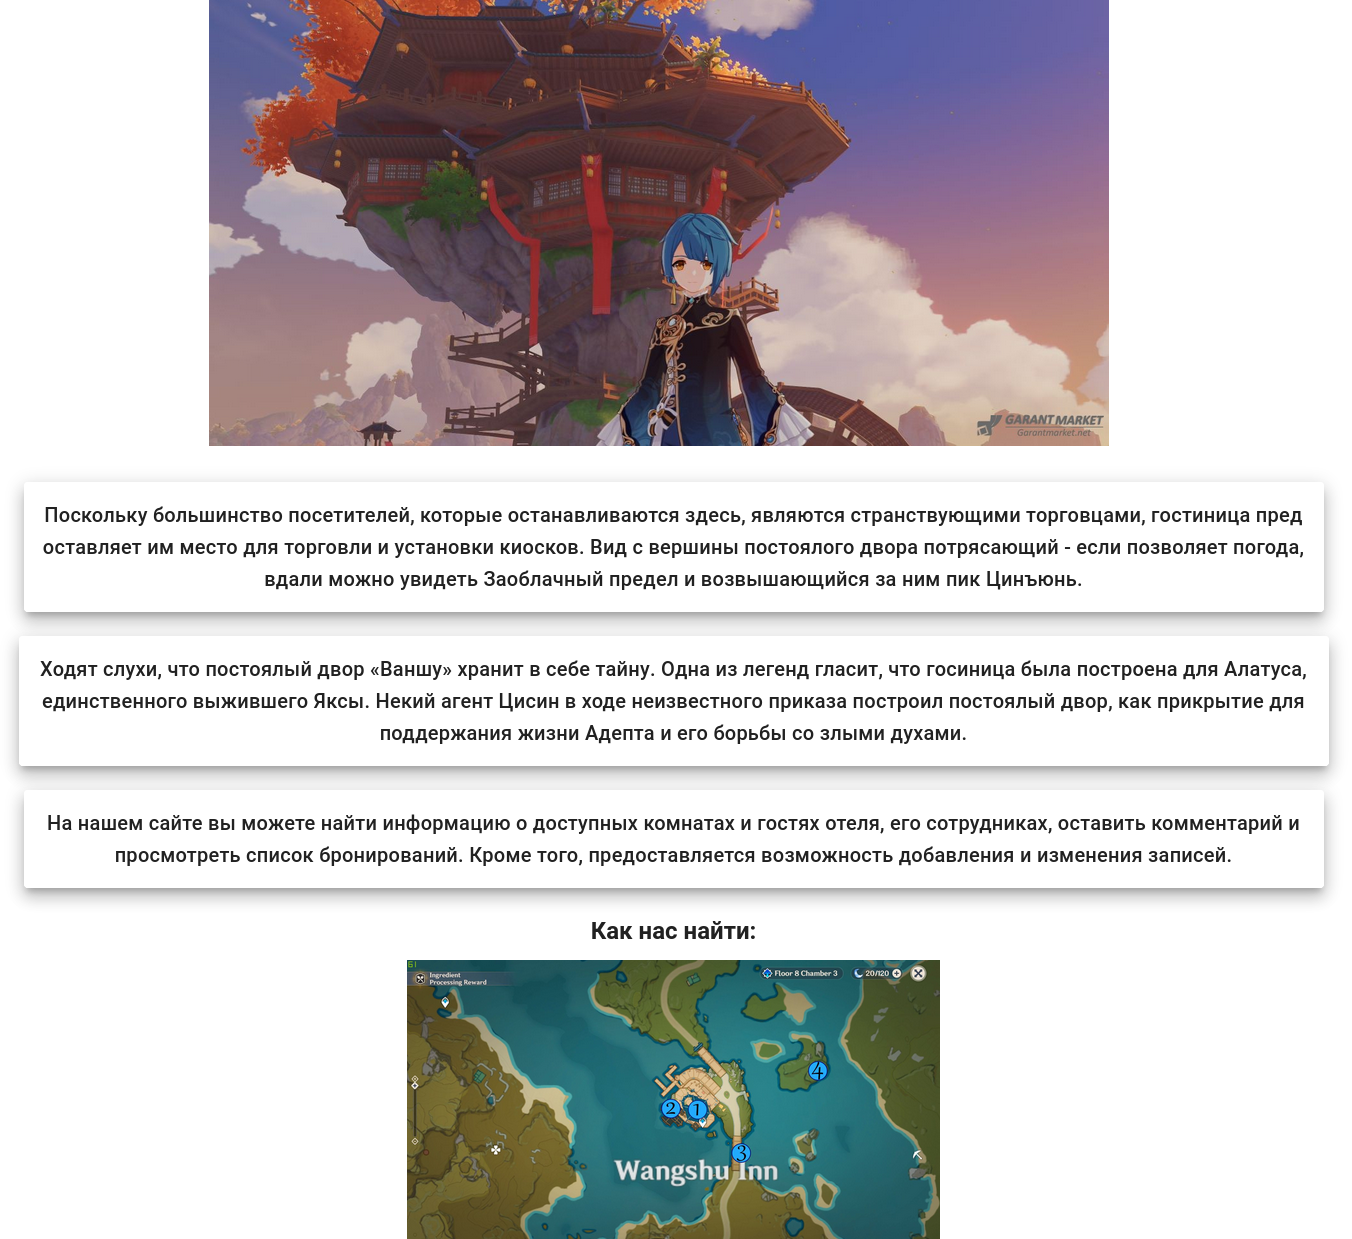 GARANT MARKET
Garantmarket.net
Поскольку большинство посетителей, которые останавливаются здесь, являются странствующими торговцами, гостиница пред
оставляет им место для торговли и установки киосков. Вид с вершины постоялого двора потрясающий - если позволяет погода,
вдали можно увидеть Заоблачный предел и возвышающийся за ним пик Цинъюнь.
Ходят слухи, что постоялый двор «Ваншу» хранит в себе тайну. Одна из легенд гласит, что госиница была построена для Алатуса,
единственного выжившего Яксы. Некий агент Цисин в ходе неизвестного приказа построил постоялый двор, как прикрытие для
поддержания жизни Адепта и его борьбы со злыми духами.
На нашем сайте вы можете найти информацию о доступных комнатах и гостях отеля, его сотрудниках, оставить комментарий и
просмотреть список бронирований. Кроме того, предоставляется возможность добавления и изменения записей.
Как нас найти:
61
Ingredient
Processing Reward
Floor 8 Chamber 3
20/120
4
2 1
3
Wangshu Inn